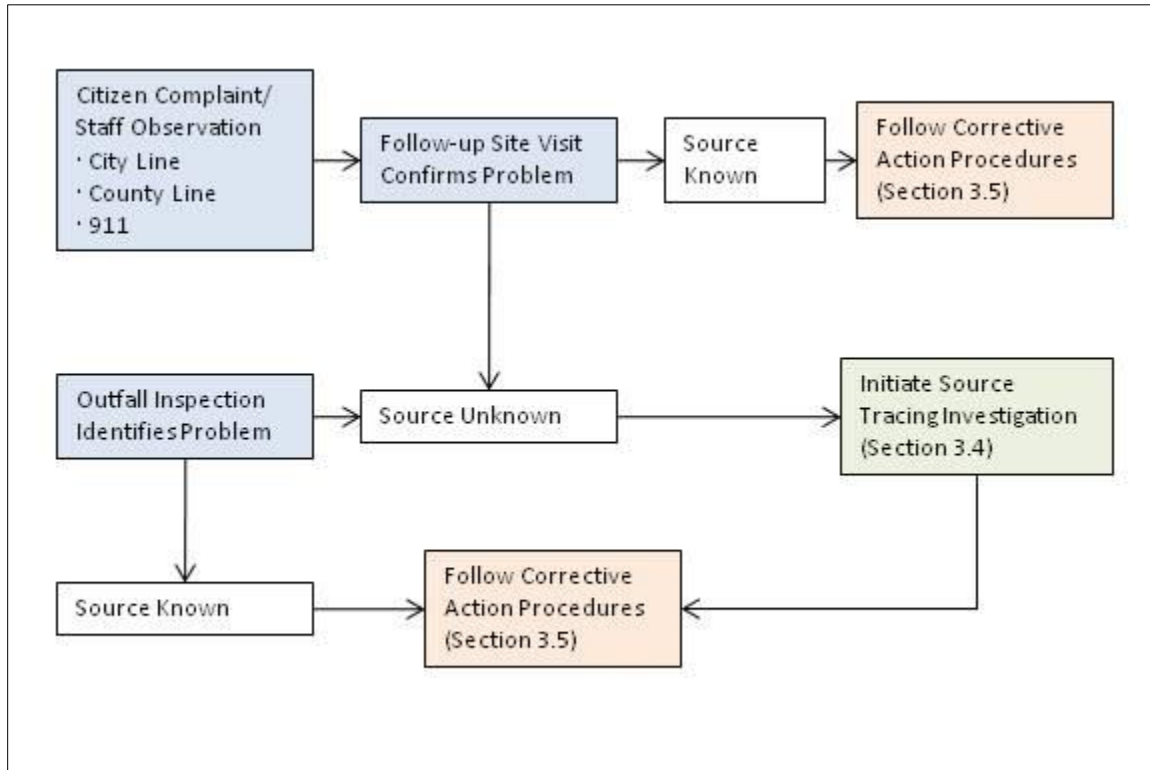 Citizen Complaint/
Staff Observation
· City Line
· County Line
· 911
Follow-up Site Visit
Confirms Problem
Source
Known
Follow Corrective
Action Procedures
(Section 3.5)
Outfall Inspection
Identifies Problem
Source Unknown
Initiate Source
Tracing Investigation
(Section 3.4)
Source Known
Follow Corrective
Action Procedures
(Section 3.5)